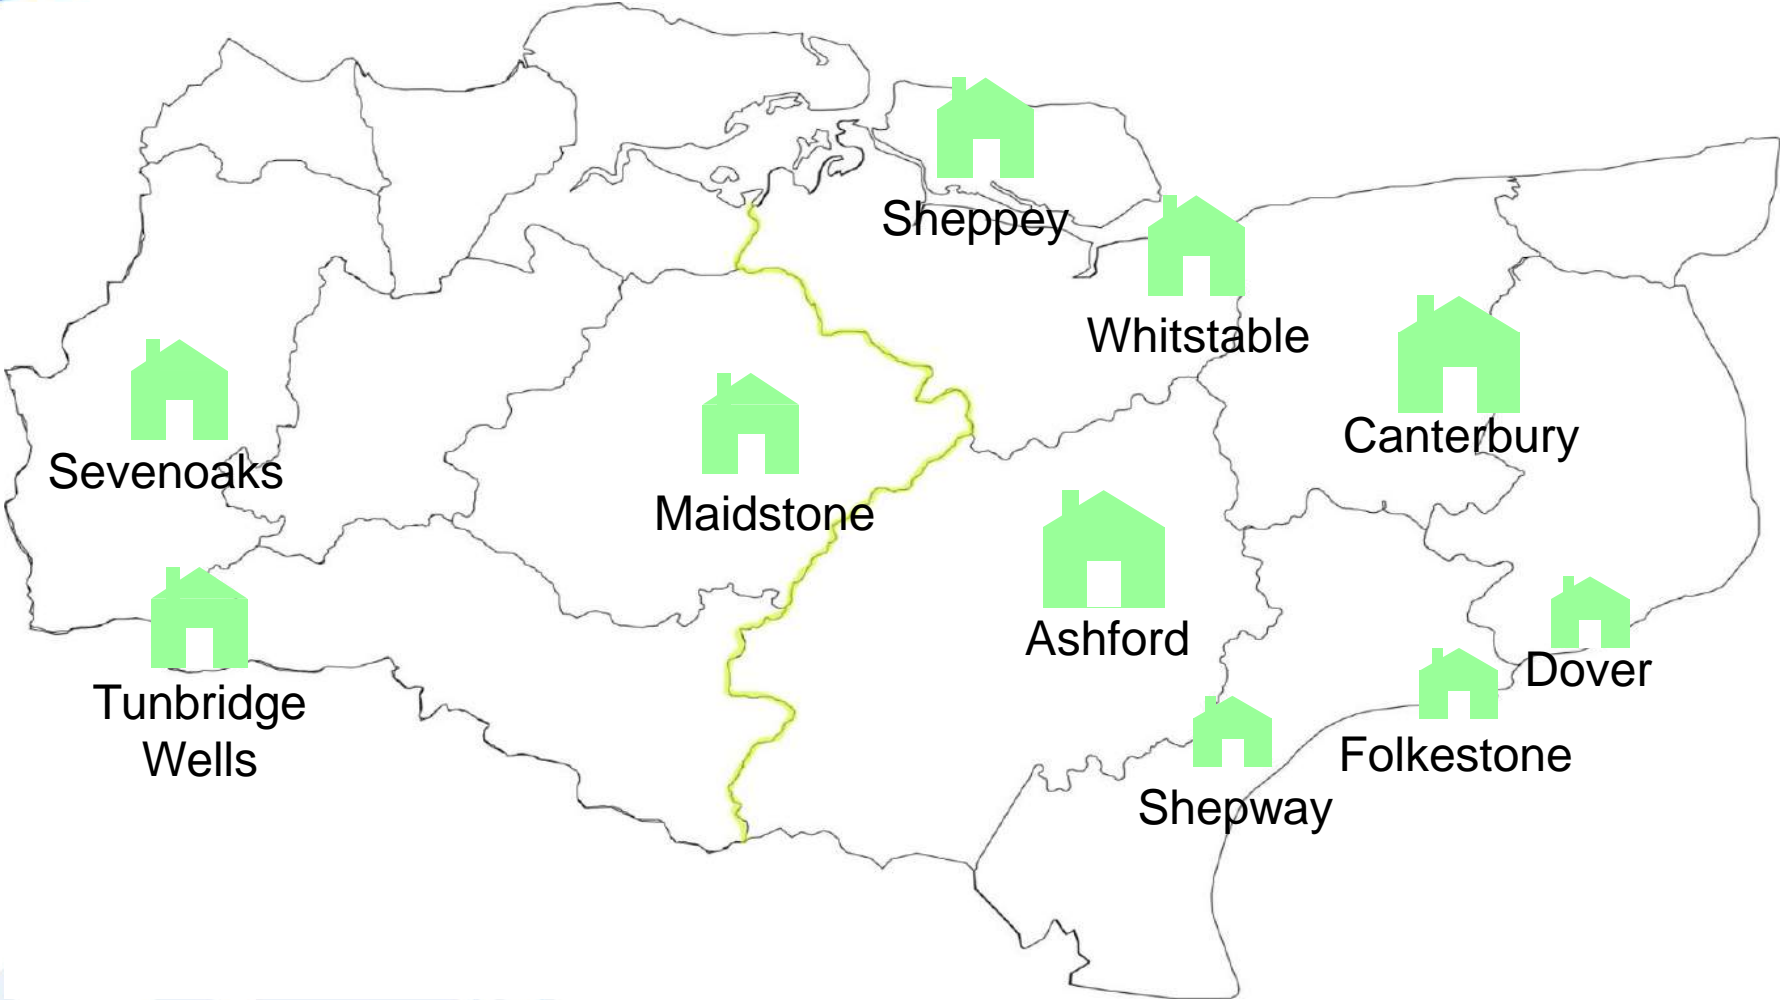 Sheppey
Whitstable
Canterbury
Sevenoaks
Maidstone
Ashford
Dover
Tunbridge
Wells
Folkestone
Shepway